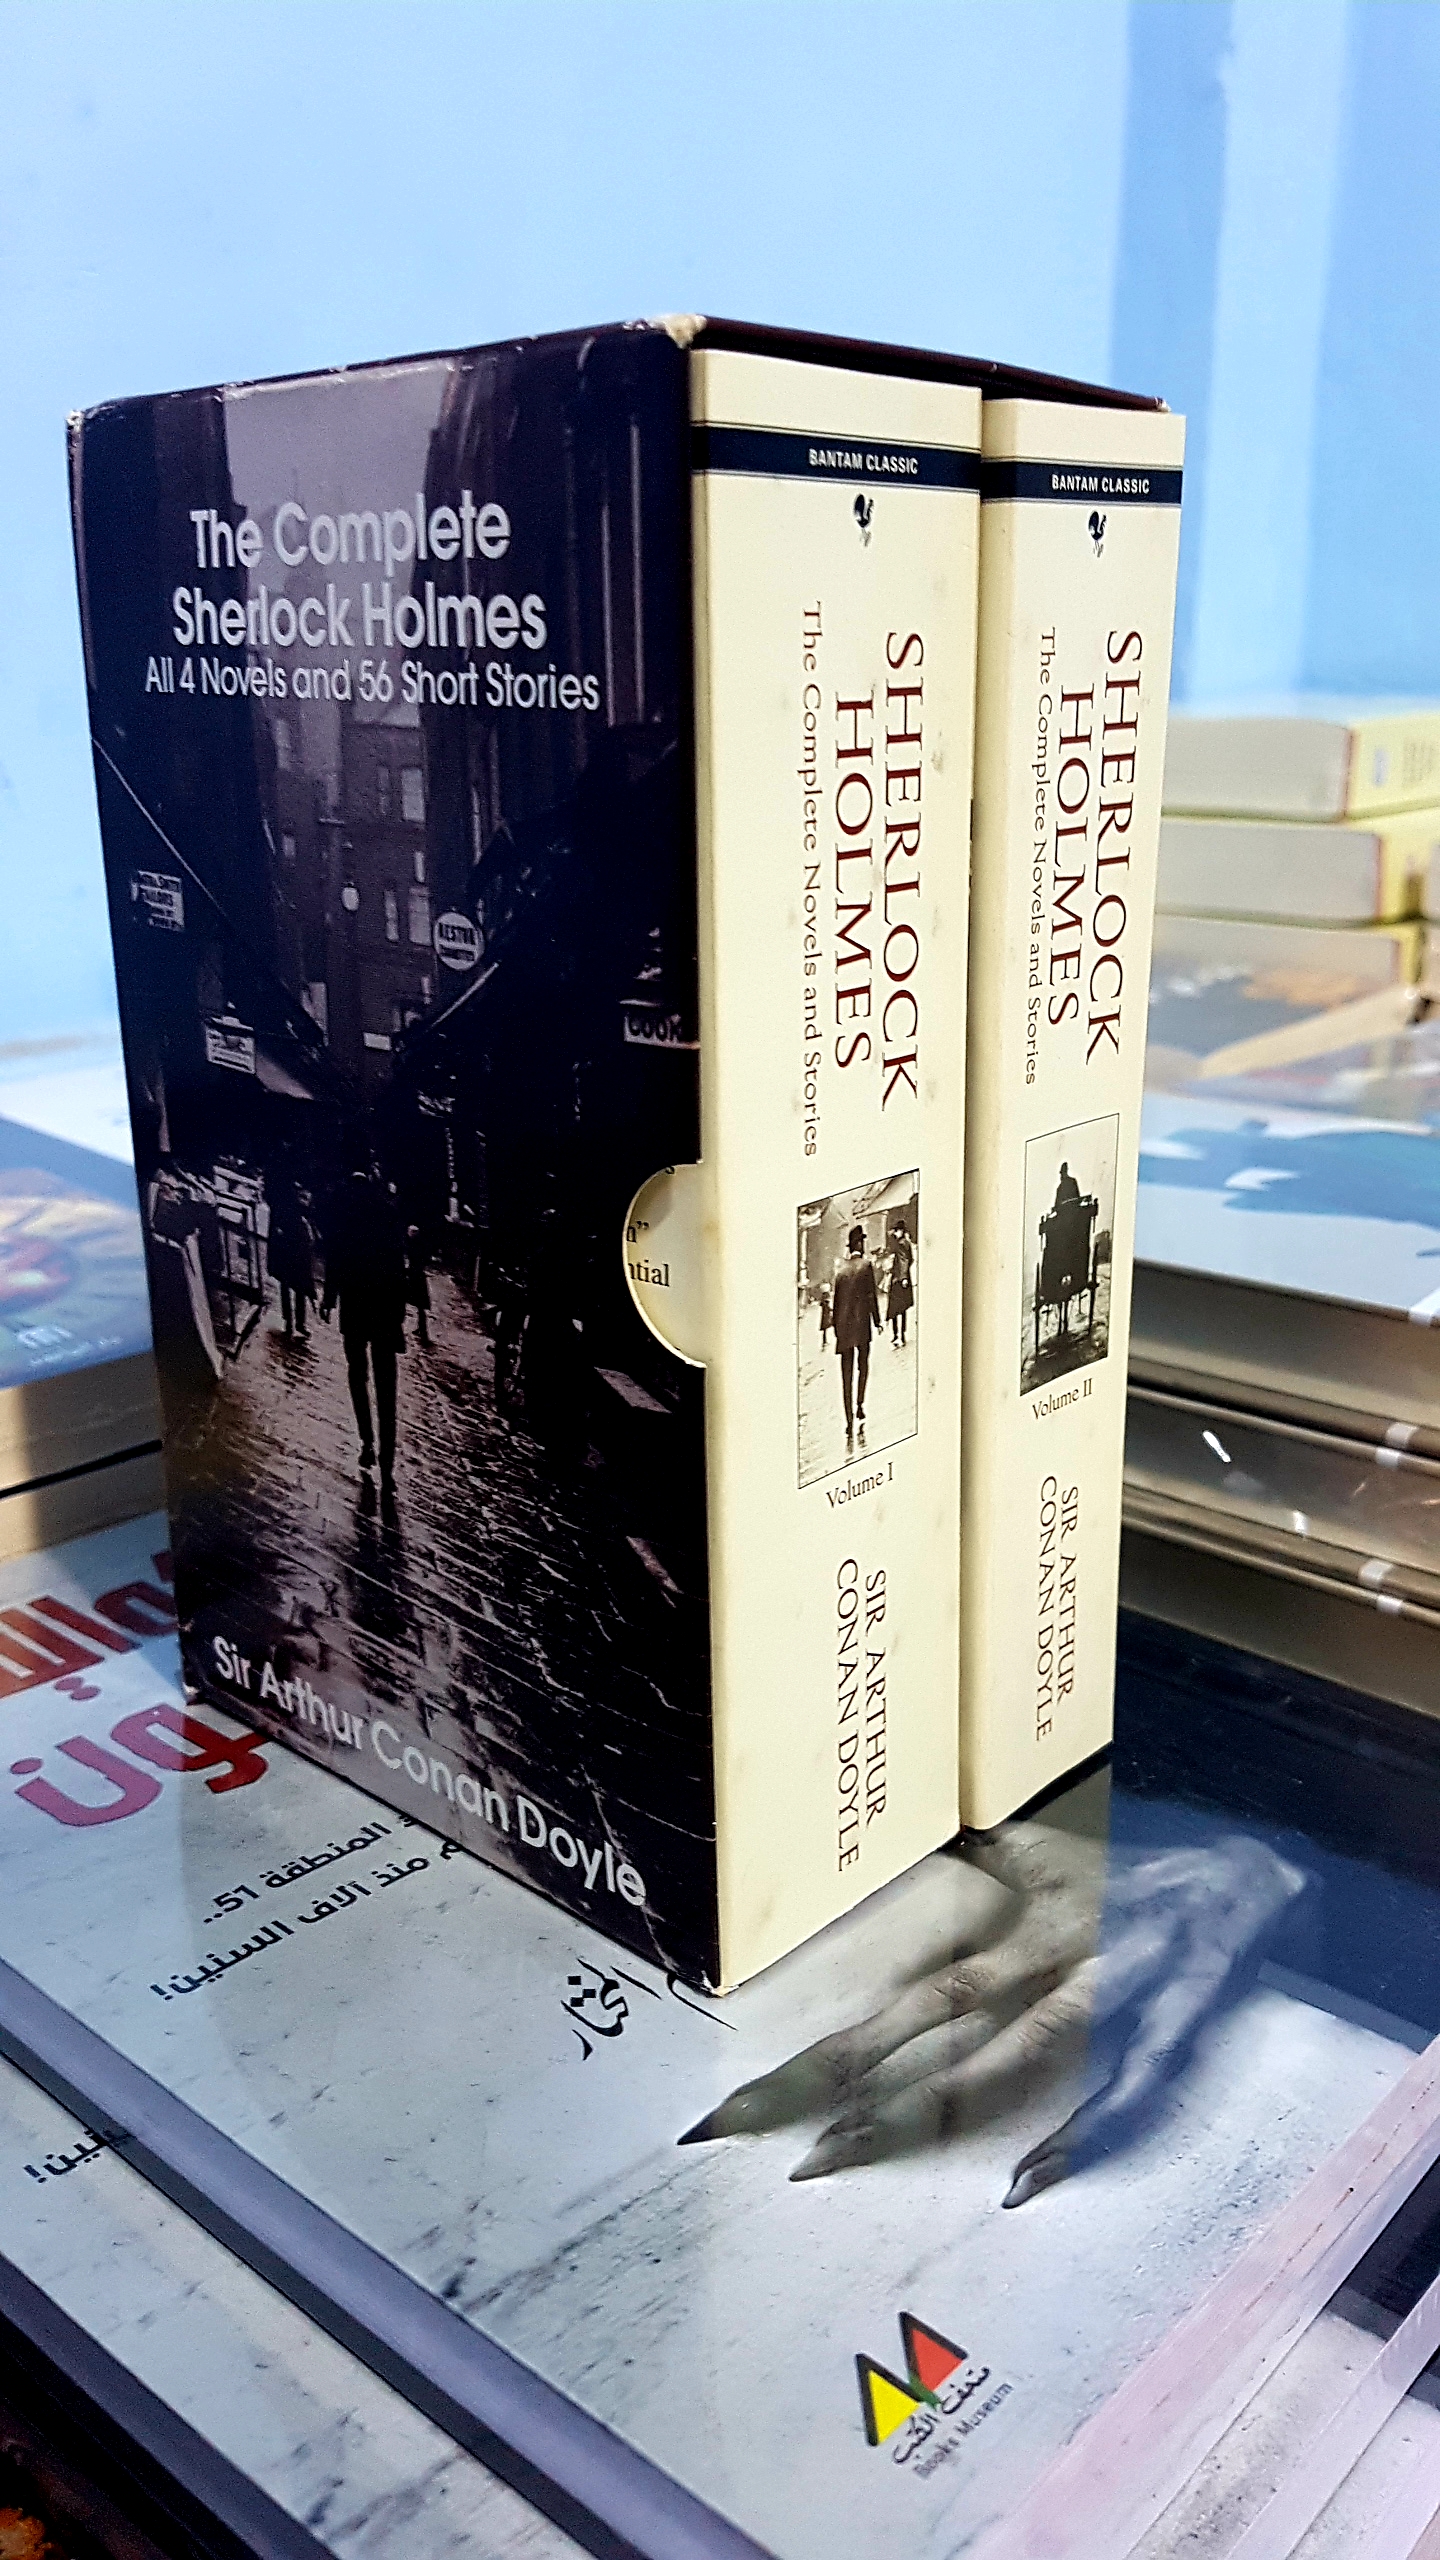 The Complete
Sherlock Holmes
All 4 Novels and 56 Short Stories
Sir Arthur Conan Doyle
BANTAM CLASSIC
SHERLOCK
HOLMES
The Complete Novels and Stories
Volume I
SIR ARTHUR
CONAN DOYLE
BANTAM CLASSIC
SHERLOCK
HOLMES
The Complete Novels and Stories
Volume II
SIR ARTHUR
CONAN DOYLE
المنطقة 51..
منذ آلاف السنين!
متحف الكتب
Books Museum